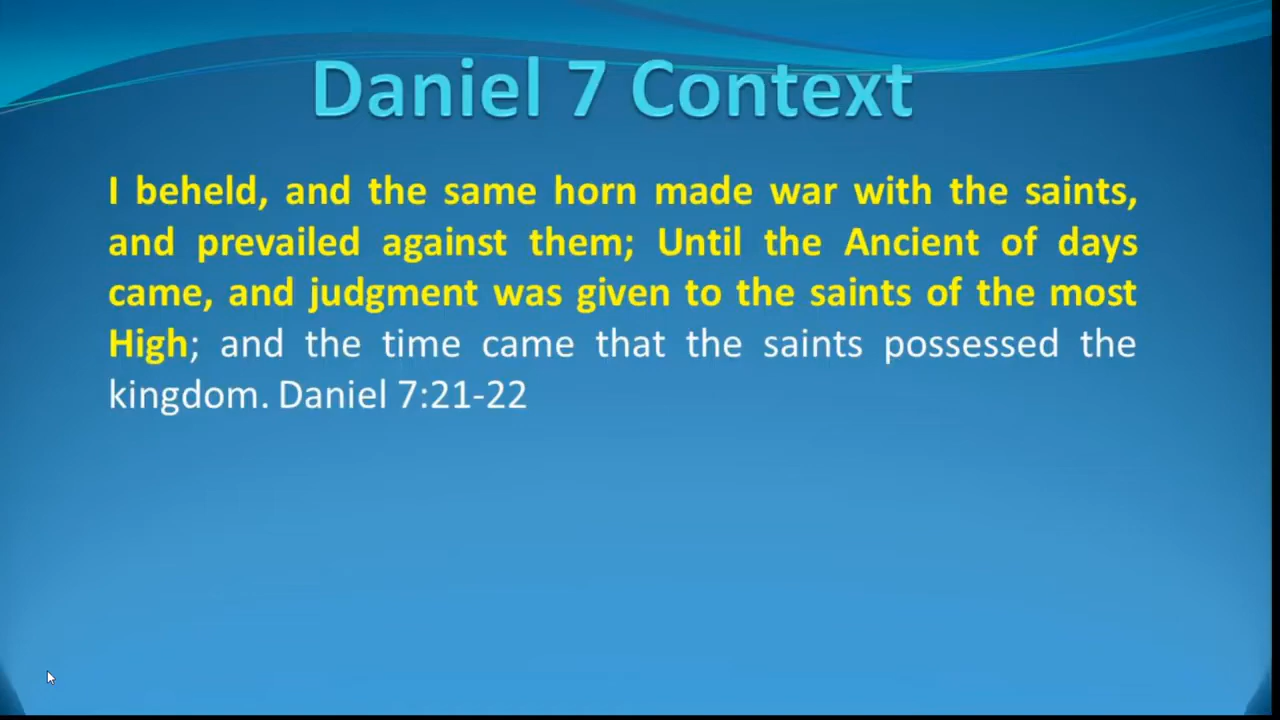 Daniel 7 Context
I beheld, and the same horn made war with the saints,
and prevailed against them; Until the Ancient of days
came, and judgment was given to the saints of the most
High; and the time came that the saints possessed the
kingdom. Daniel 7:21-22